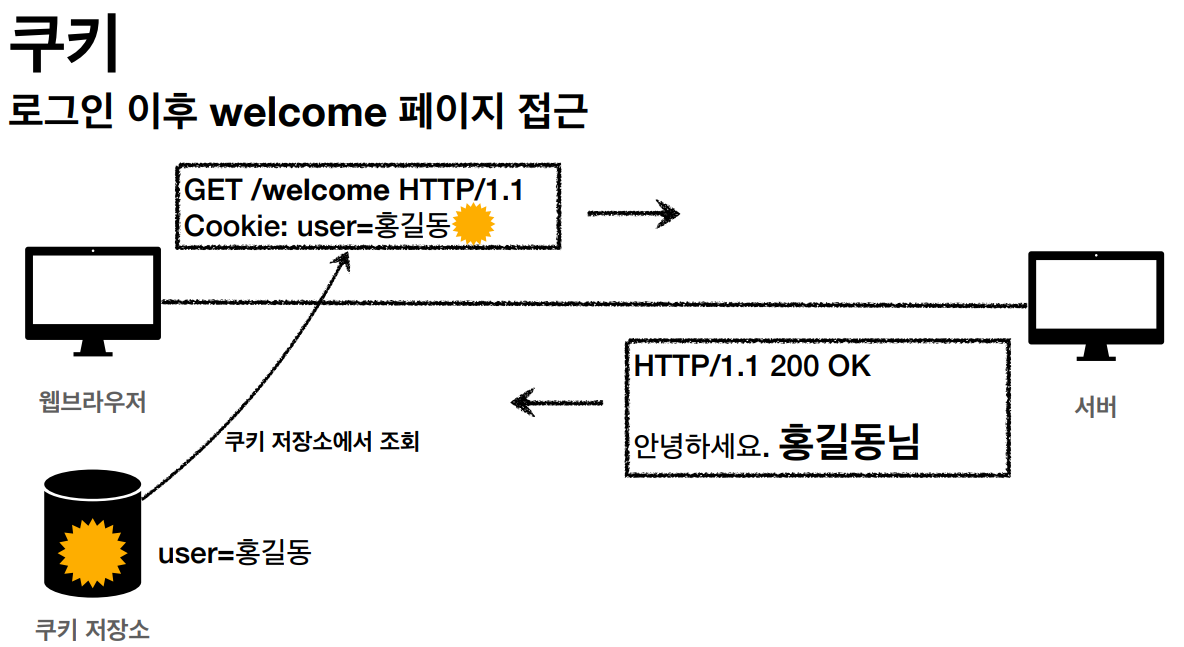 쿠키
로그인 이후 welcome 페이지 접근
GET /welcome HTTP/1.1
Cookie: user=홍길동
웹브라우저
HTTP/1.1 200 OK
안녕하세요. 홍길동님
서버
쿠키 저장소에서 조회
user=홍길동
쿠키 저장소